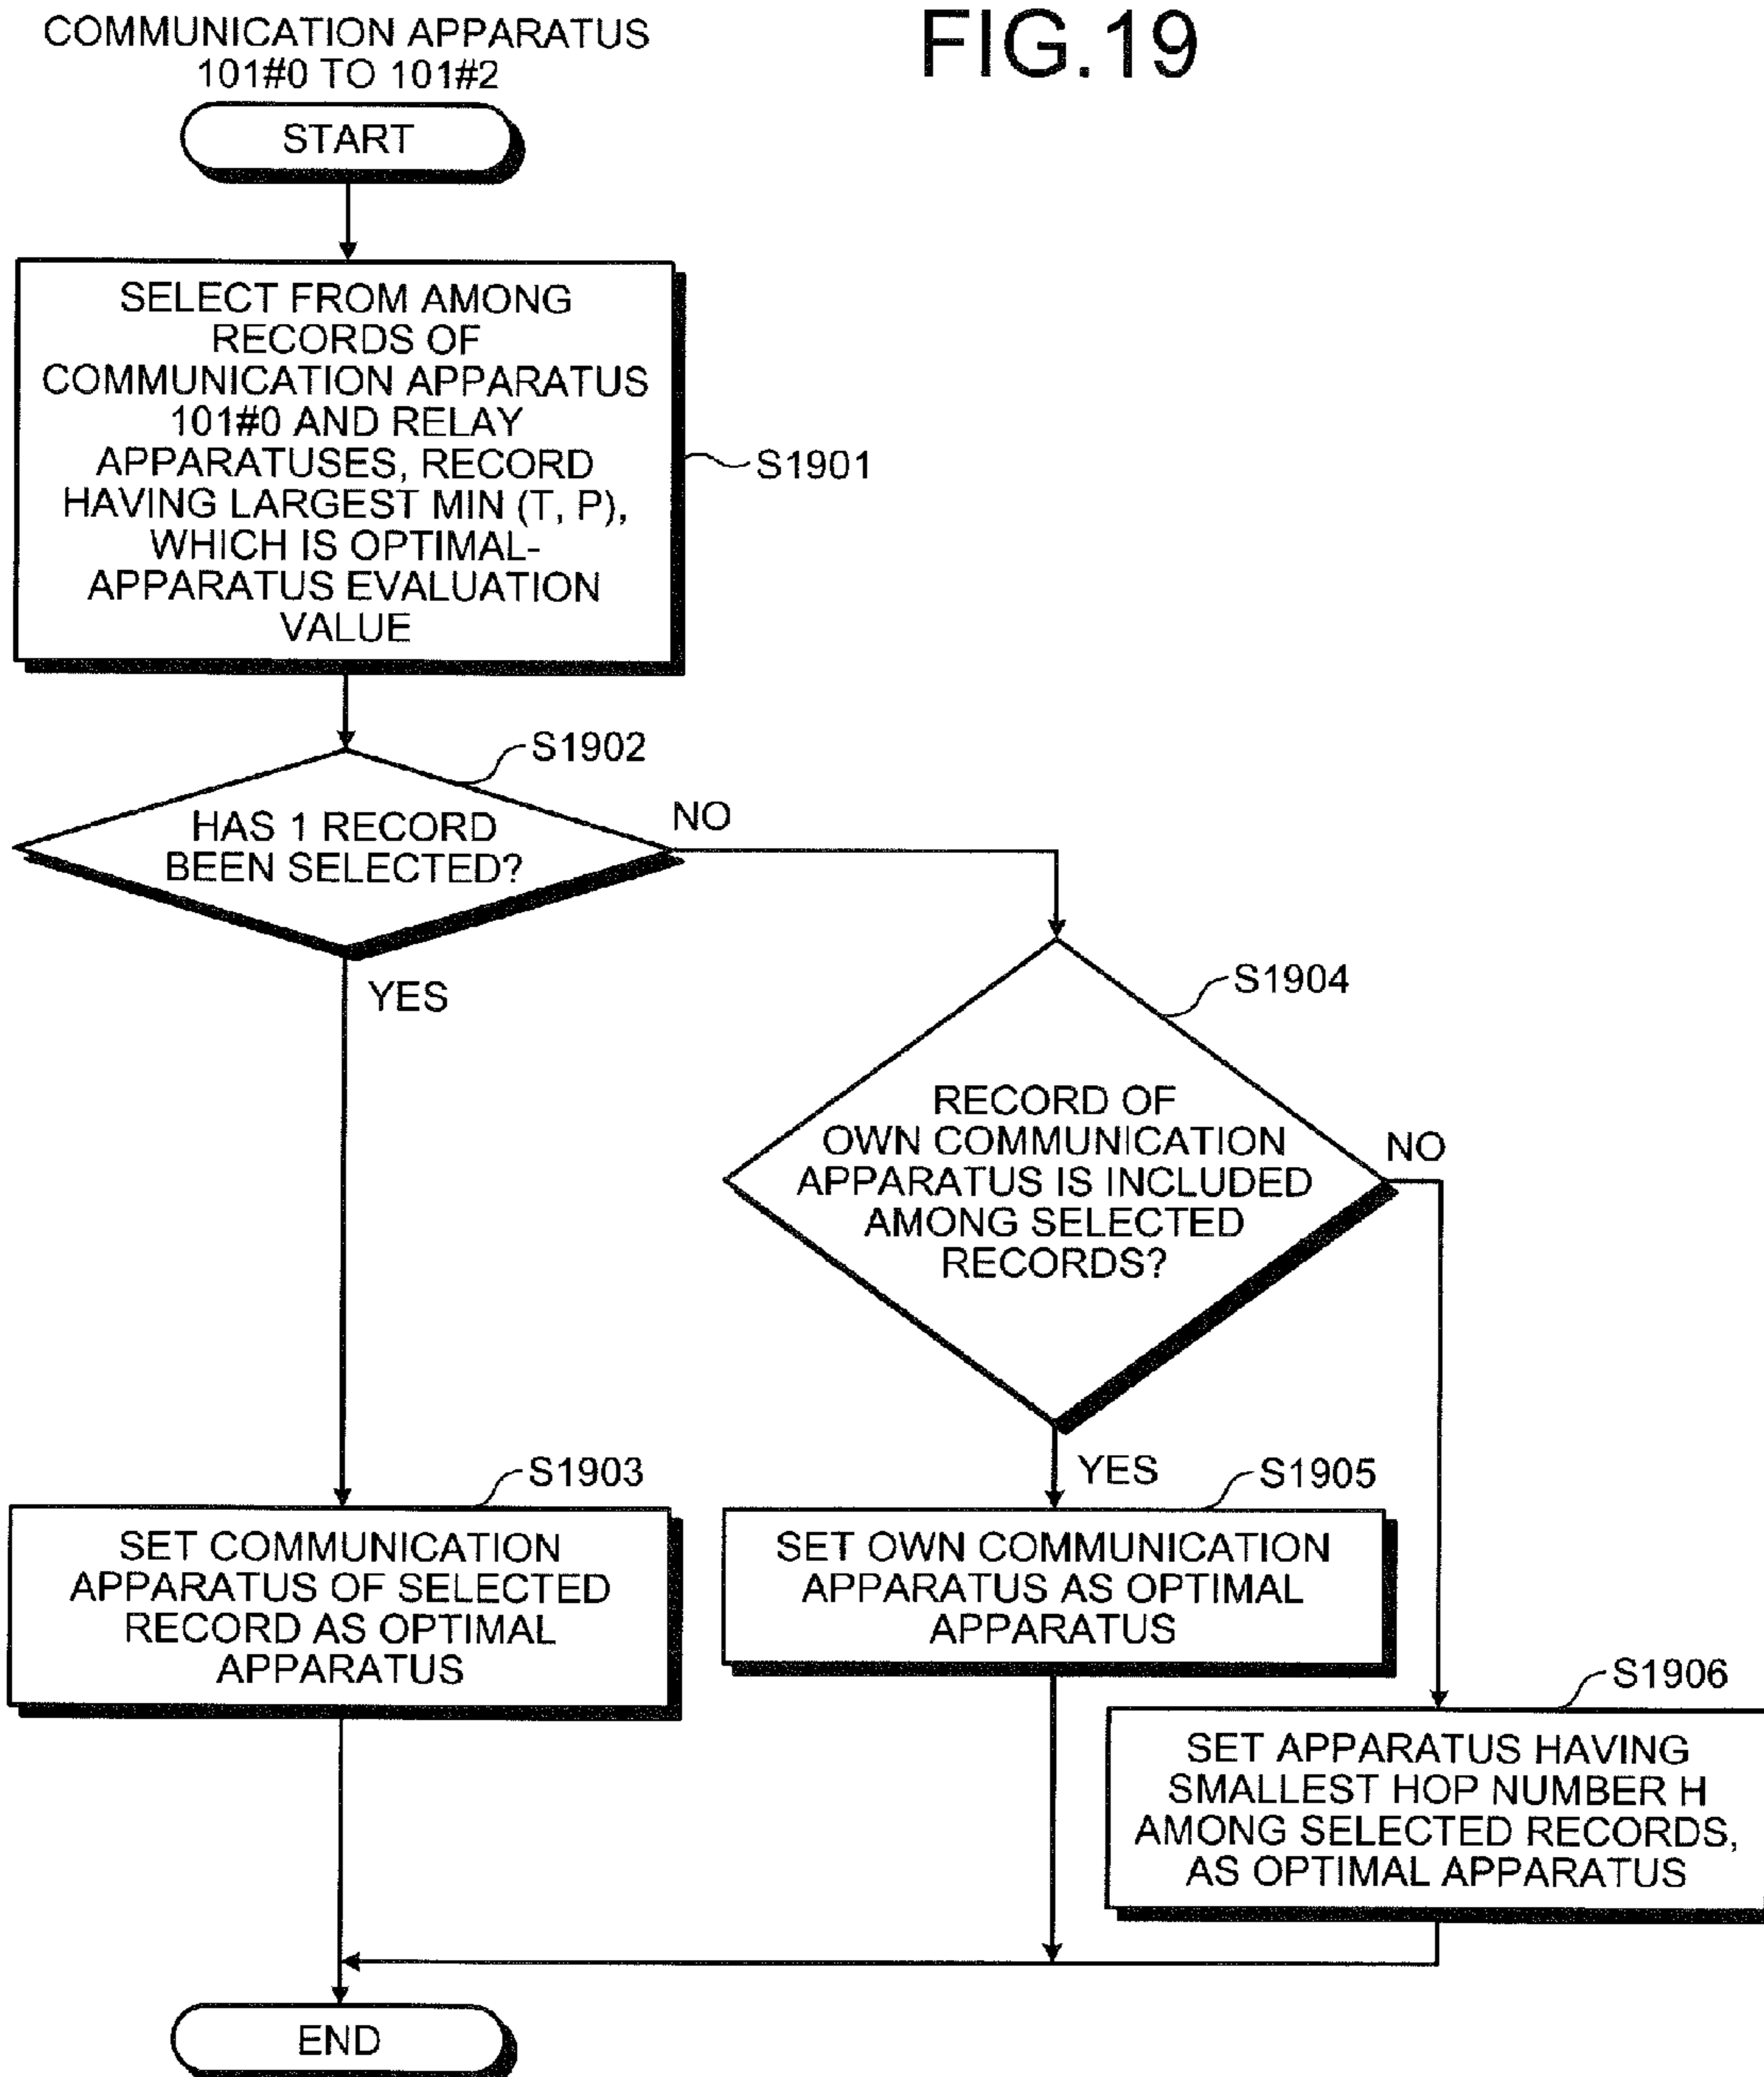 FIG.19
COMMUNICATION APPARATUS
101#0 TO 101#2
START
SELECT FROM AMONG
RECORDS OF
COMMUNICATION APPARATUS
101#0 AND RELAY
APPARATUSES, RECORD
HAVING LARGEST MIN (T, P),
WHICH IS OPTIMAL-
APPARATUS EVALUATION
VALUE
S1901
S1902
HAS 1 RECORD
BEEN SELECTED?
NO
YES
S1904
RECORD OF
OWN COMMUNICATION
APPARATUS IS INCLUDED
AMONG SELECTED
RECORDS?
NO
YES
S1903
SET COMMUNICATION
APPARATUS OF SELECTED
RECORD AS OPTIMAL
APPARATUS
S1905
SET OWN COMMUNICATION
APPARATUS AS OPTIMAL
APPARATUS
S1906
SET APPARATUS HAVING
SMALLEST HOP NUMBER H
AMONG SELECTED RECORDS,
AS OPTIMAL APPARATUS
END